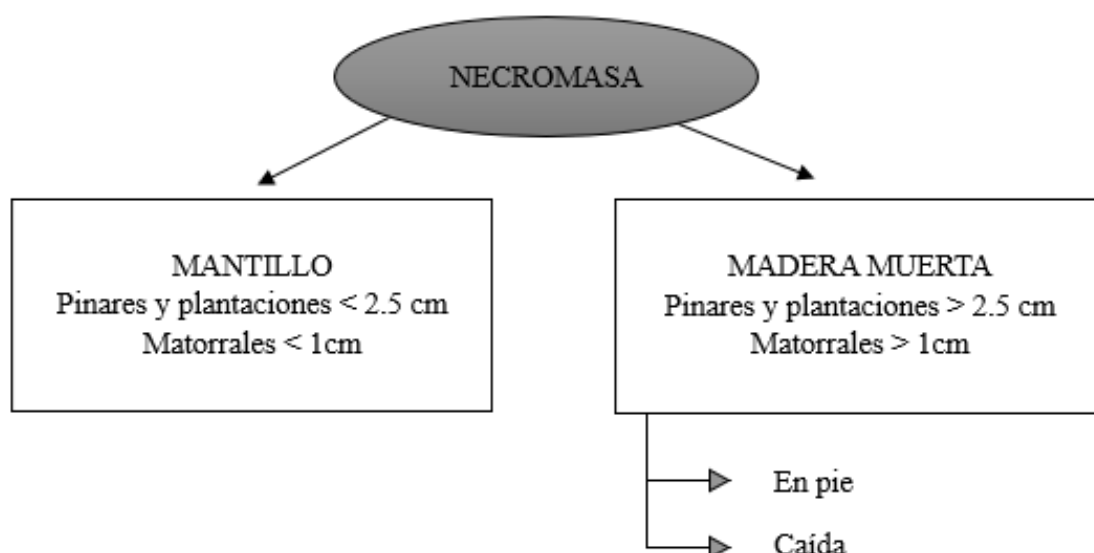 NECROMASA
MANTILLO
Pinares y plantaciones < 2.5 cm
Matorrales < 1cm
MADERA MUERTA
Pinares y plantaciones > 2.5 cm
Matorrales > 1cm
En pie
Caída